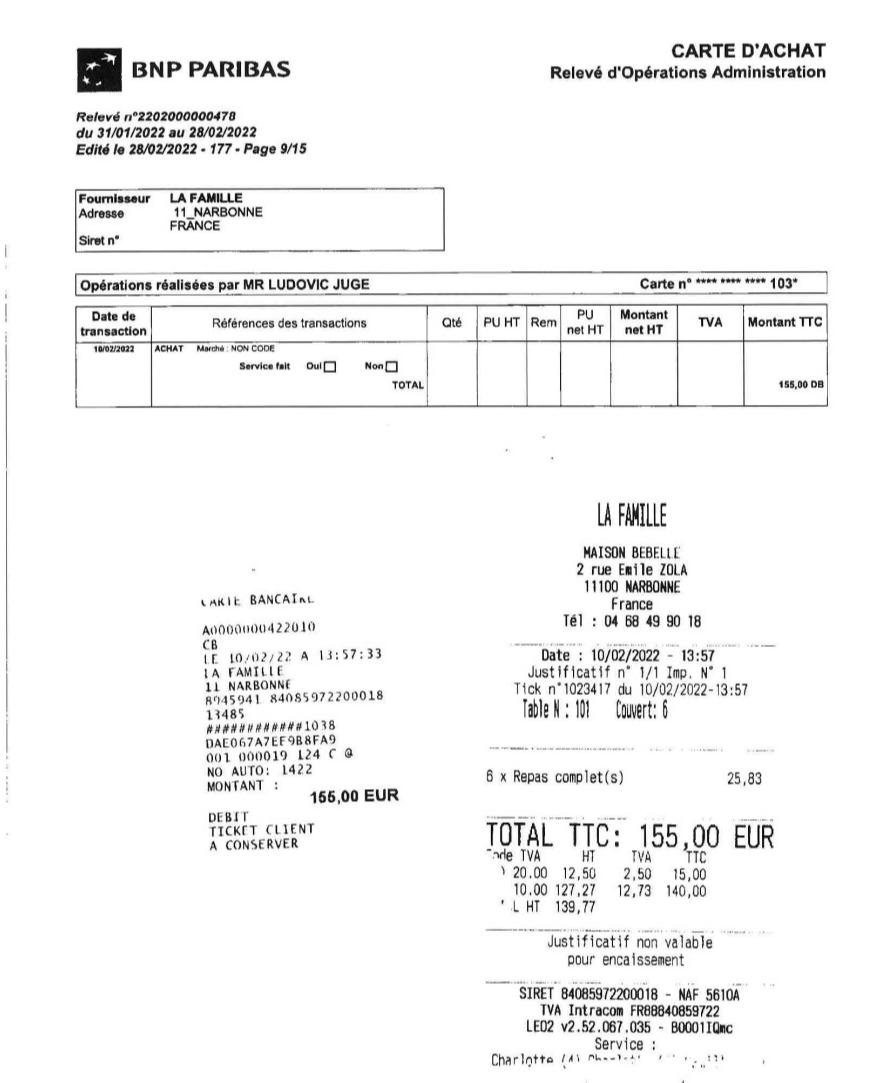 BNP PARIBAS
CARTE D'ACHAT
Relevé d'Opérations Administration
Relevé n°2202000000478
du 31/01/2022 au 28/02/2022
Edité le 28/02/2022 - 177 - Page 9/15
Fournisseur LA FAMILLE
Adresse 11_NARBONNE
FRANCE
Siret n°
Opérations réalisées par MR LUDOVIC JUGE Carte n° **** **** **** 103*
Date de transaction Références des transactions Qté PU HT Rem PU net HT Montant net HT TVA Montant TTC
10/02/2022 ACHAT Marché : NON CODE
Service fait Oui Non
TOTAL 155,00 DB
CARTE BANCAIRE
A0000000422010
CB
LE 10/02/22 A 13:57:33
LA FAMILLE
11 NARBONNE
8945941 84085972200018
13485
############1038
DAE067A7EF9B8FA9
001 000019 124 C @
NO AUTO: 1422
MONTANT :
155,00 EUR
DEBIT
TICKET CLIENT
A CONSERVER
LA FAMILLE
MAISON BEBELLE
2 rue Emile ZOLA
11100 NARBONNE
France
Tél : 04 68 49 90 18
Date : 10/02/2022 - 13:57
Justificatif n° 1/1 Imp. N° 1
Tick n°1023417 du 10/02/2022-13:57
Table N : 101 Couvert: 6
6 x Repas complet(s) 25,83
TOTAL TTC: 155,00 EUR
Code TVA HT TVA TTC
20.00 12,50 2,50 15,00
10.00 127,27 12,73 140,00
L HT 139,77
Justificatif non valable
pour encaissement
SIRET 84085972200018 - NAF 5610A
TVA Intracom FR88840859722
LEO2 v2.52.067.035 - B0001IQmc
Service :
Charlotte (A)